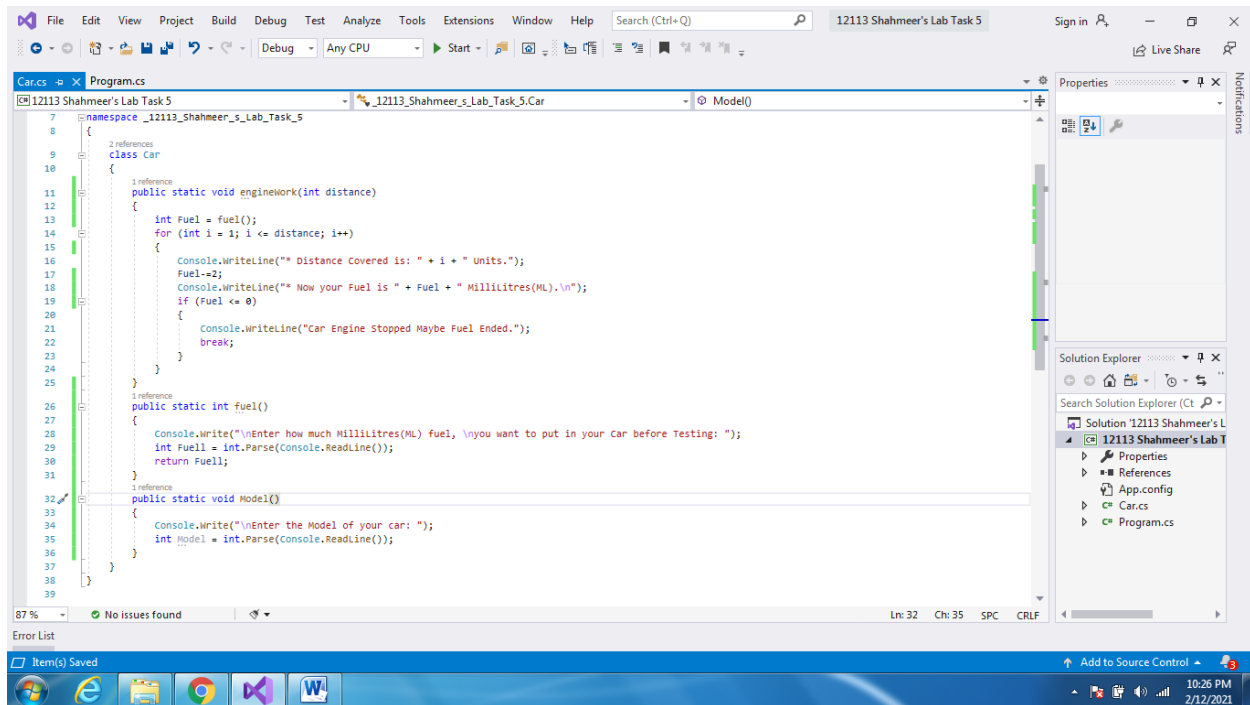 File Edit View Project Build Debug Test Analyze Tools Extensions Window Help Search (Ctrl+Q) 12113 Shahmeer's Lab Task 5 Sign in
Debug Any CPU Start Live Share
Car.cs Program.cs
Properties
Notifications
C# 12113 Shahmeer's Lab Task 5 _12113_Shahmeer_s_Lab_Task_5.Car Model()
7 namespace _12113_Shahmeer_s_Lab_Task_5
8 {
2 references
9 class Car
10 {
1 reference
11 public static void engineWork(int distance)
12 {
13 int Fuel = fuel();
14 for (int i = 1; i <= distance; i++)
15 {
16 Console.WriteLine("* Distance Covered is: " + i + " Units.");
17 Fuel-=2;
18 Console.WriteLine("* Now your Fuel is " + Fuel + " MilliLitres(ML).\n");
19 if (Fuel <= 0)
20 {
21 Console.WriteLine("Car Engine Stopped Maybe Fuel Ended.");
22 break;
23 }
24 }
25 }
1 reference
26 public static int fuel()
27 {
28 Console.Write("\nEnter how much MilliLitres(ML) fuel, \nyou want to put in your Car before Testing: ");
29 int Fuell = int.Parse(Console.ReadLine());
30 return Fuell;
31 }
1 reference
32 public static void Model()
33 {
34 Console.Write("\nEnter the Model of your car: ");
35 int Model = int.Parse(Console.ReadLine());
36 }
37 }
38 }
39
Solution Explorer
Search Solution Explorer (Ct
Solution '12113 Shahmeer's L
C# 12113 Shahmeer's Lab T
Properties
References
App.config
C# Car.cs
C# Program.cs
87 % No issues found Ln: 32 Ch: 35 SPC CRLF
Error List
Item(s) Saved Add to Source Control 3
10:26 PM
2/12/2021